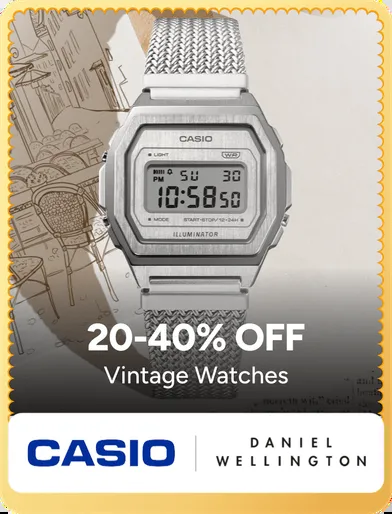 CASIO
LIGHT WR
PM SU 30
10:58 50
MODE START•STOP/12•24H
ILLUMINATOR
20-40% OFF
Vintage Watches
CASIO
DANIEL
WELLINGTON